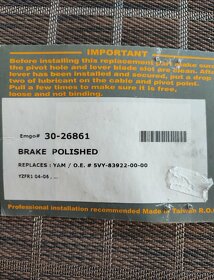 IMPORTANT
Before installing this replacement part make sure
the pivot hole and lever blade slot are clean. After
lever has been installed and secured, put a drop
two of lubricant on the cable and pivot point.
Pull a few times to make sure it is free,
loose and not binding.
Emgo# 30-26861
BRAKE POLISHED
REPLACES : YAM / O.E. # 5VY-83922-00-00
YZFR1 04-06 , ...
Professional installation recommended Made in Taiwan R.O.